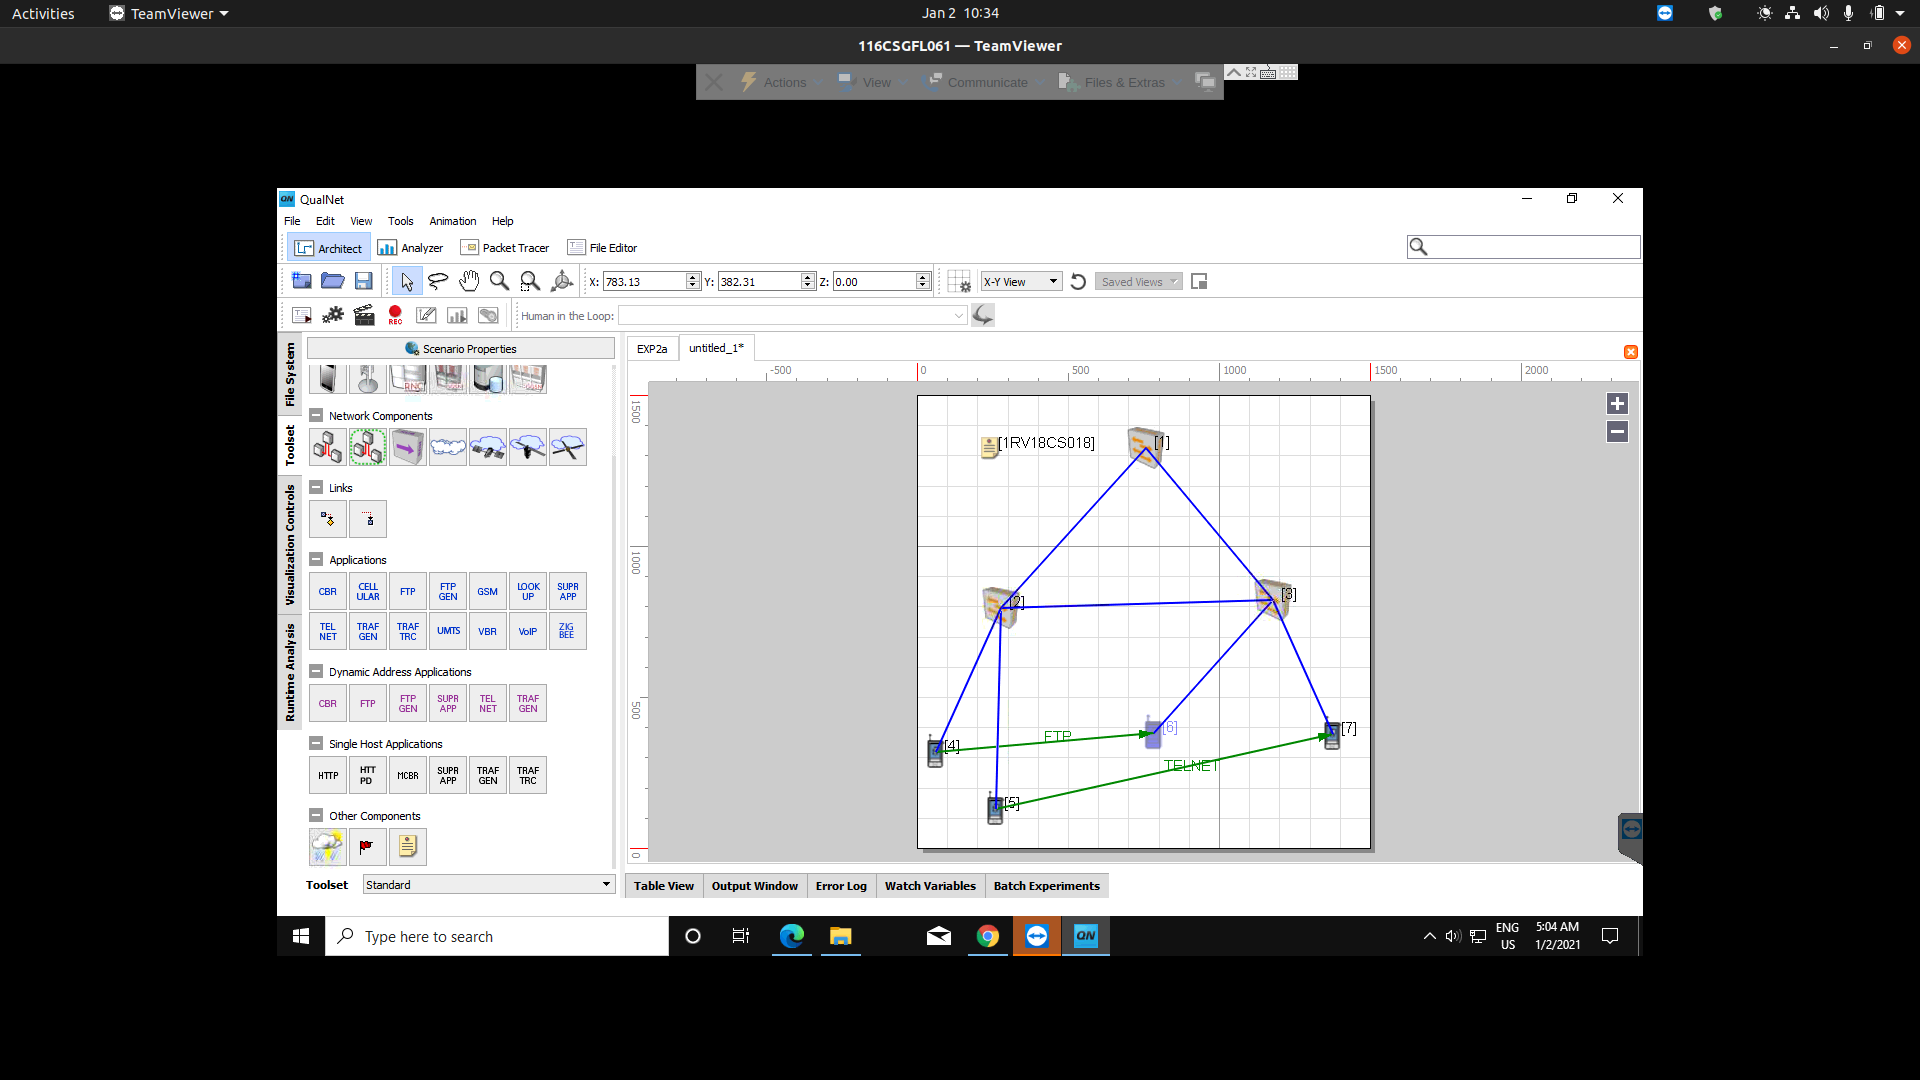 Activities TeamViewer Jan 2 10:34
116CSGFL061 — TeamViewer
Actions View Communicate Files & Extras
QN QualNet
File Edit View Tools Animation Help
Architect Analyzer Packet Tracer File Editor
X: 783.13 Y: 382.31 Z: 0.00 X-Y View Saved Views
REC Human in the Loop:
File System
Toolset
Visualization Controls
Runtime Analysis
Scenario Properties
RNC
Network Components
Links
Applications
CBR CELL ULAR FTP FTP GEN GSM LOOK UP SUPR APP
TEL NET TRAF GEN TRAF TRC UMTS VBR VoIP ZIG BEE
Dynamic Address Applications
CBR FTP FTP GEN SUPR APP TEL NET TRAF GEN
Single Host Applications
HTTP HTT PD MCBR SUPR APP TRAF GEN TRAF TRC
Other Components
Toolset Standard
EXP2a untitled_1*
-500 0 500 1000 1500 2000
1500
1000
500
0
[1RV18CS018] [1]
[2] [3]
[4] FTP [6] [7]
TELNET
[5]
Table View Output Window Error Log Watch Variables Batch Experiments
Type here to search
QN
ENG
US
5:04 AM
1/2/2021